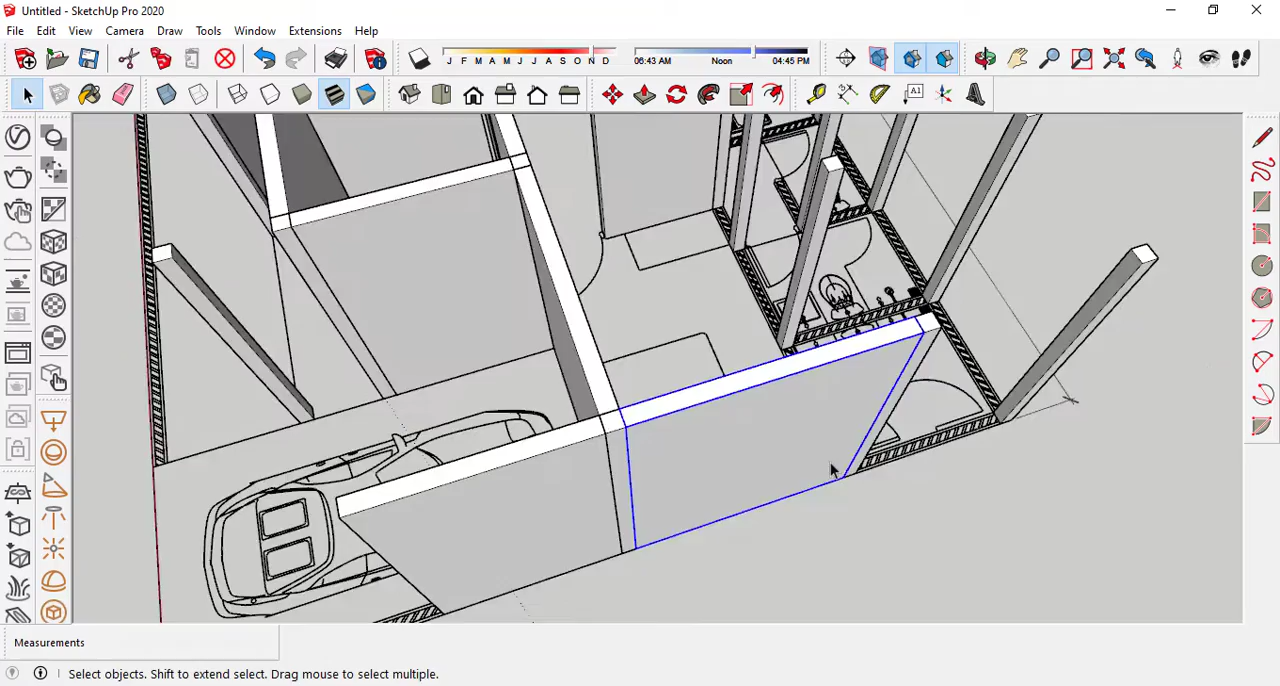 Untitled - SketchUp Pro 2020
File Edit View Camera Draw Tools Window Extensions Help
J F M A M J J A S O N D 06:43 AM Noon 04:45 PM
A1
Measurements
Select objects. Shift to extend select. Drag mouse to select multiple.